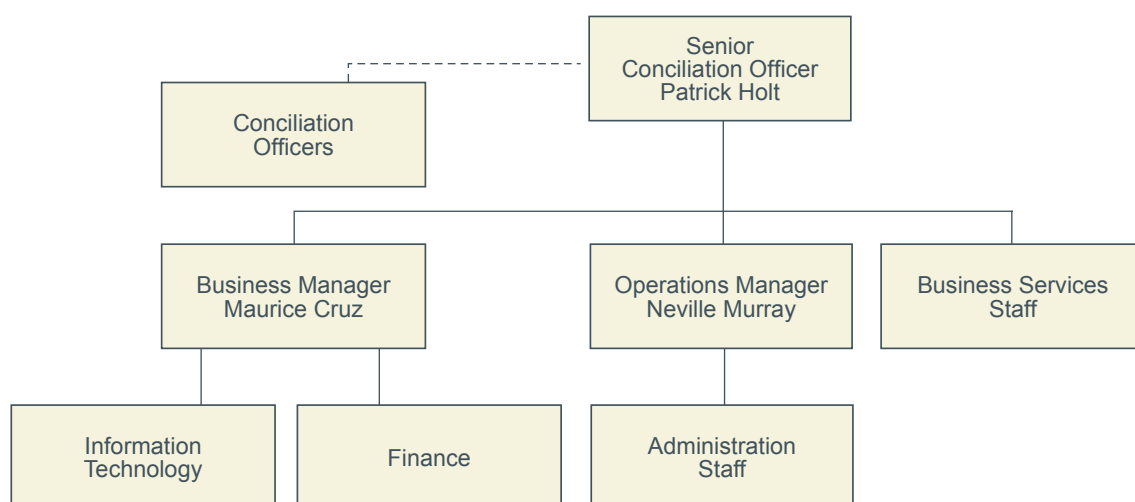 Senior
Conciliation Officer
Patrick Holt
Conciliation
Officers
Business Manager
Maurice Cruz
Operations Manager
Neville Murray
Business Services
Staff
Information
Technology
Finance
Administration
Staff